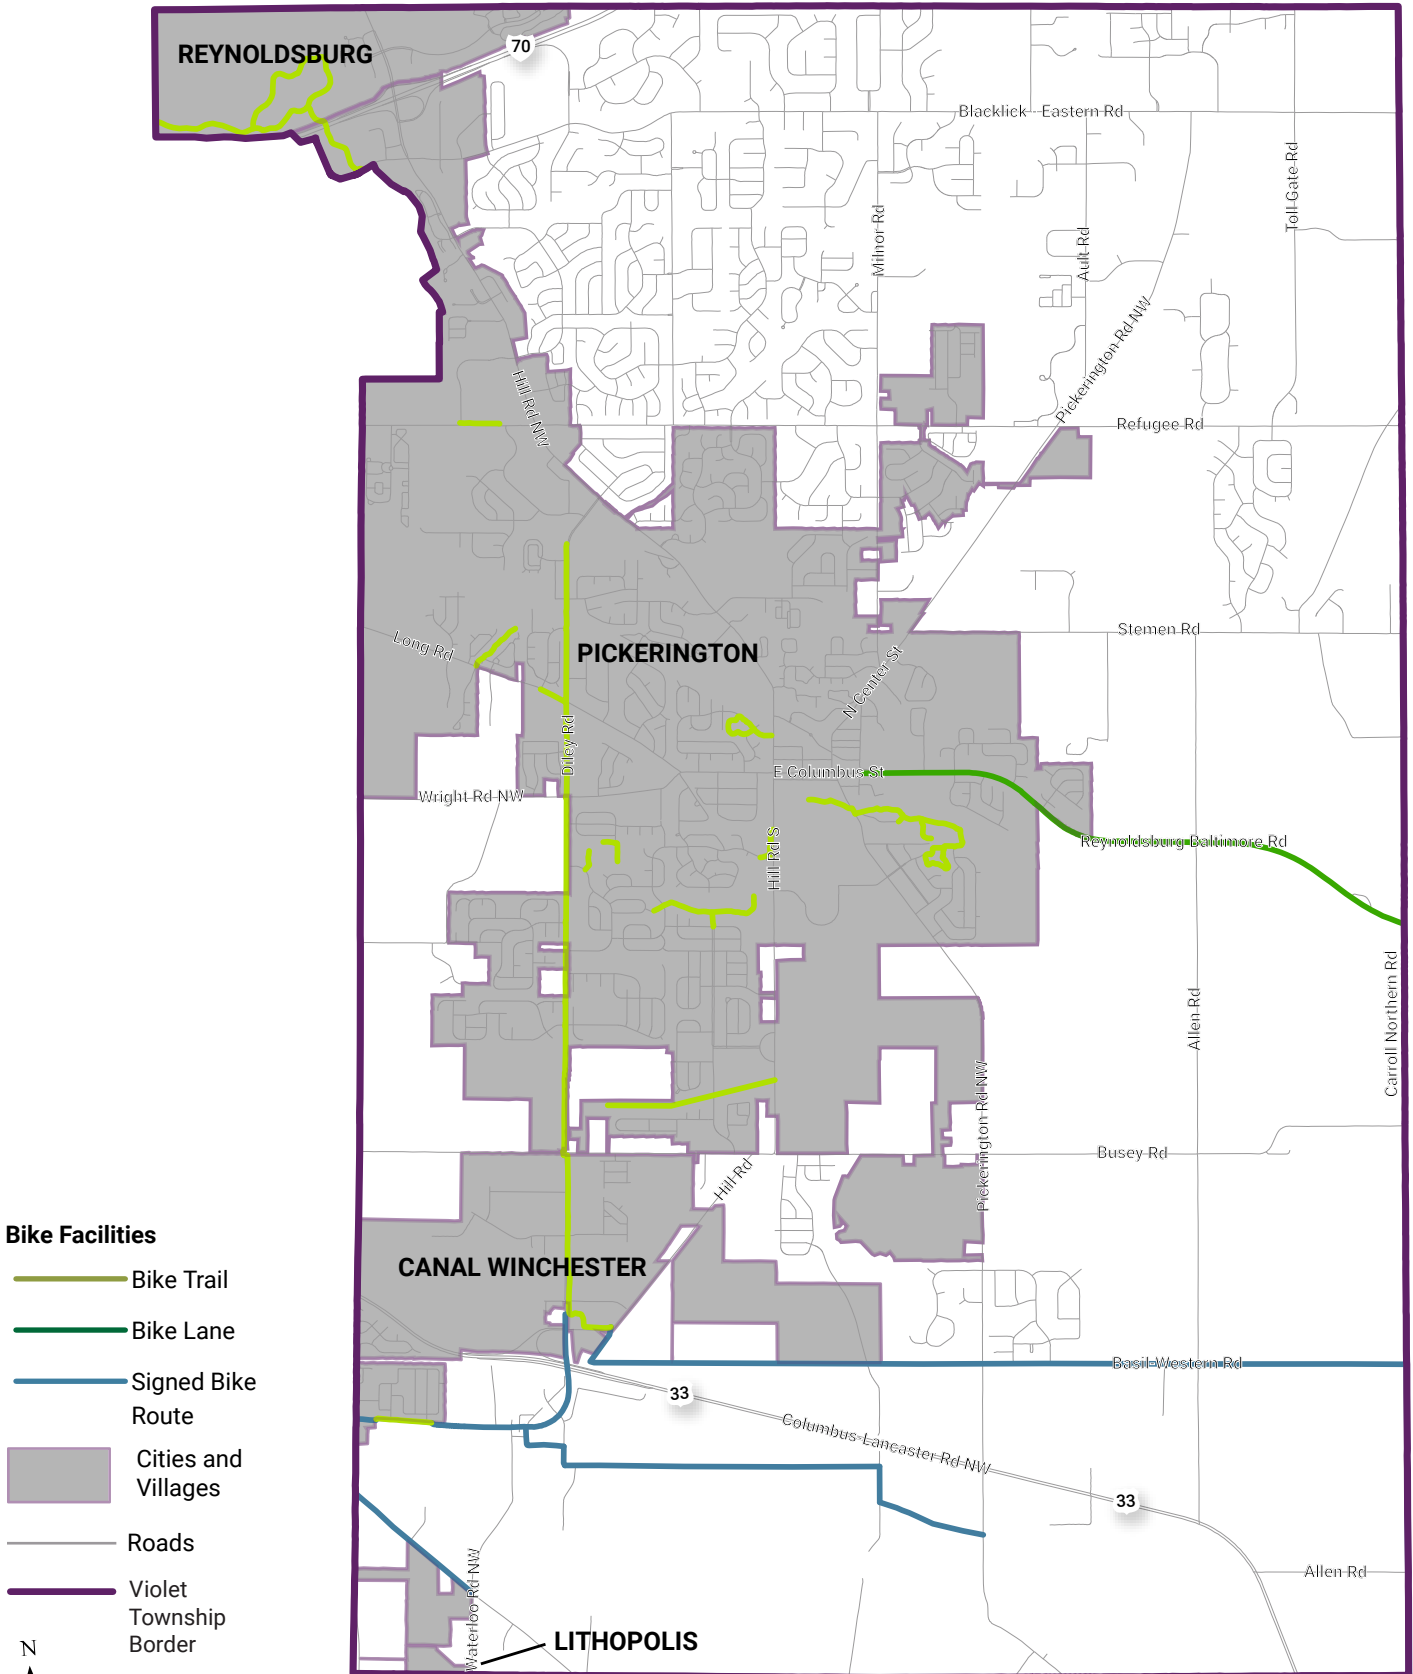 REYNOLDSBURG
70
Blacklick - Eastern Rd
Toll Gate Rd
Milnor Rd
Ault Rd
Pickerington Rd NW
Hill Rd NW
Refugee Rd
Stemen Rd
Long Rd
PICKERINGTON
N Center St
Diley Rd
E Columbus St
Wright Rd NW
Hill Rd S
Reynoldsburg Baltimore Rd
Allen Rd
Carroll Northern Rd
Pickerington Rd NW
Busey Rd
Hill Rd
CANAL WINCHESTER
Basil Western Rd
33
Columbus-Lancaster Rd NW
33
Allen Rd
Waterloo Rd NW
LITHOPOLIS
Bike Facilities
Bike Trail
Bike Lane
Signed Bike
Route
Cities and
Villages
Roads
Violet
Township
Border
N